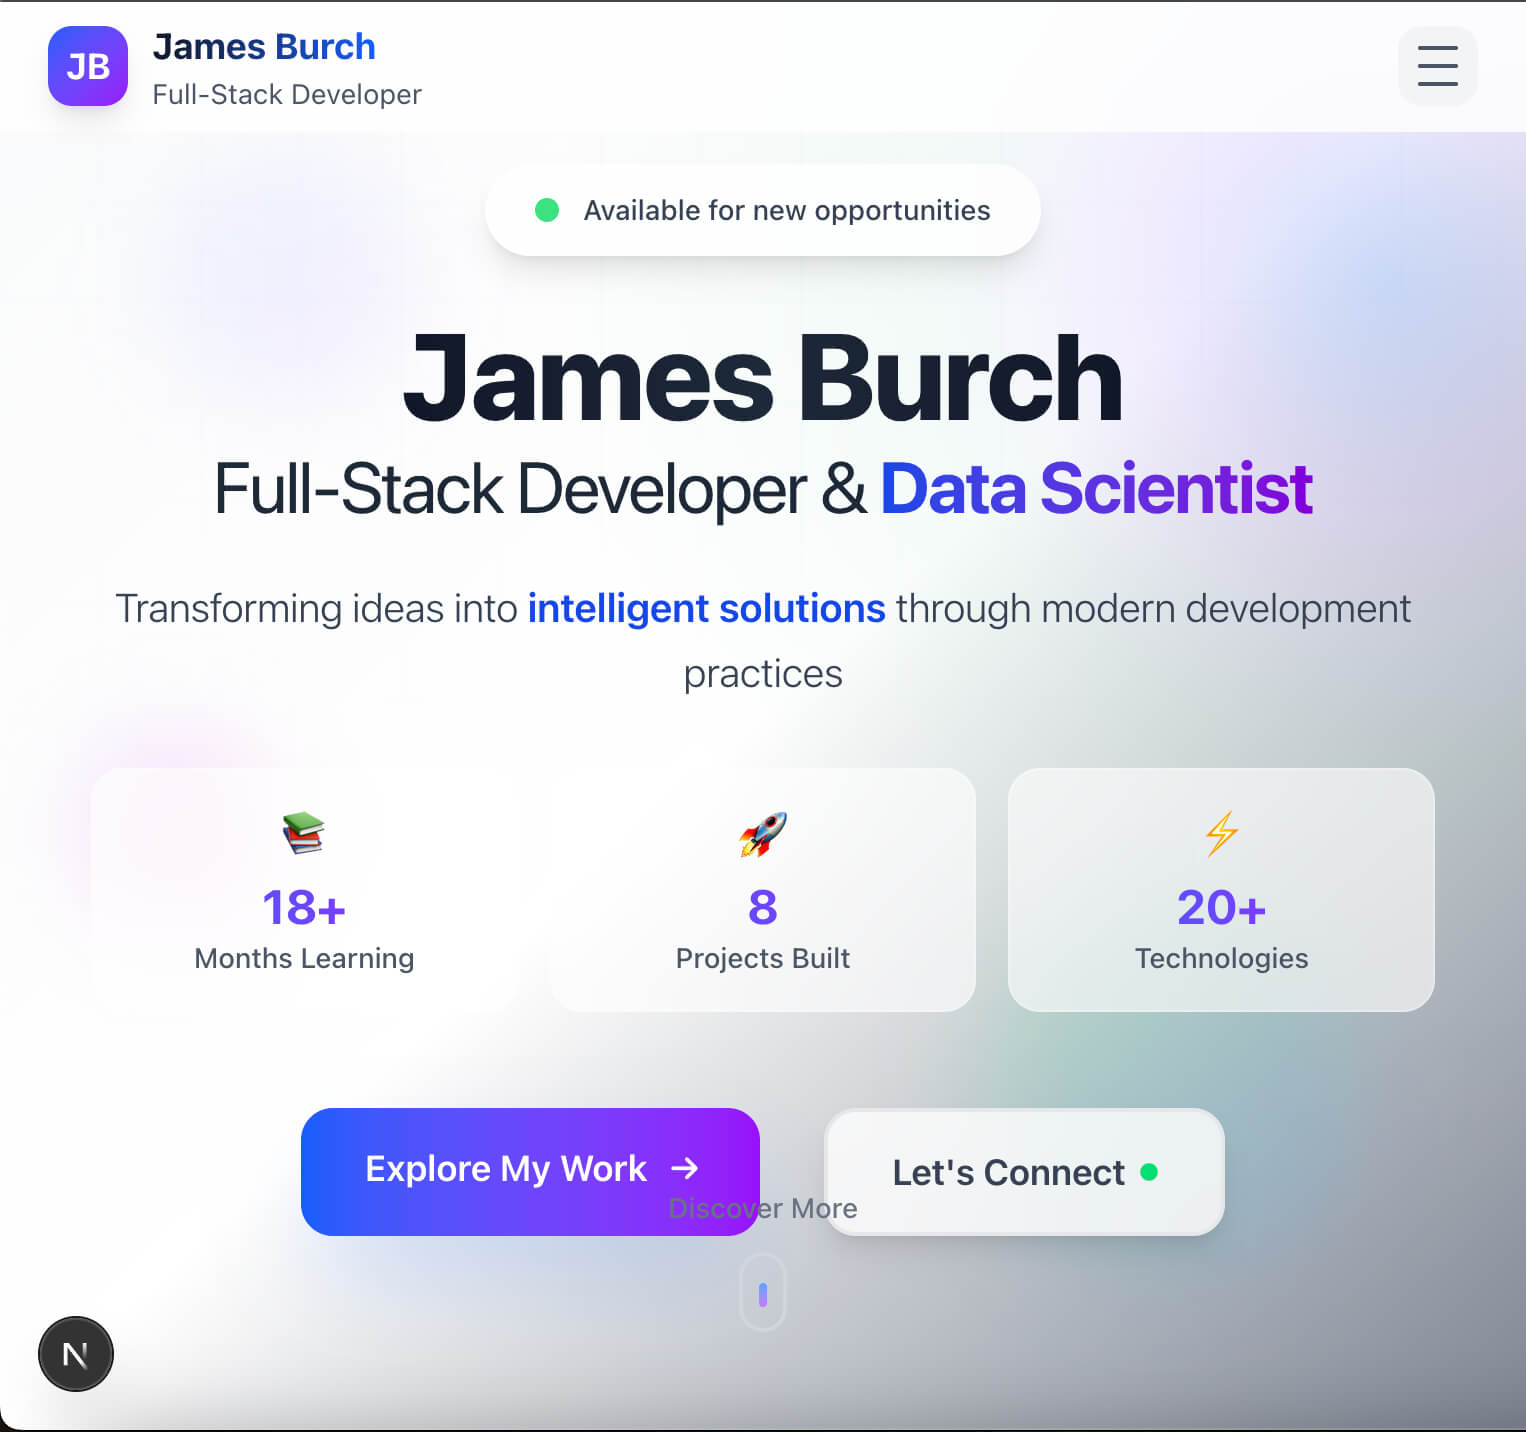 JB
James Burch
Full-Stack Developer
Available for new opportunities
James Burch
Full-Stack Developer & Data Scientist
Transforming ideas into intelligent solutions through modern development
practices
18+
Months Learning
8
Projects Built
20+
Technologies
Explore My Work →
Let's Connect
Discover More
N